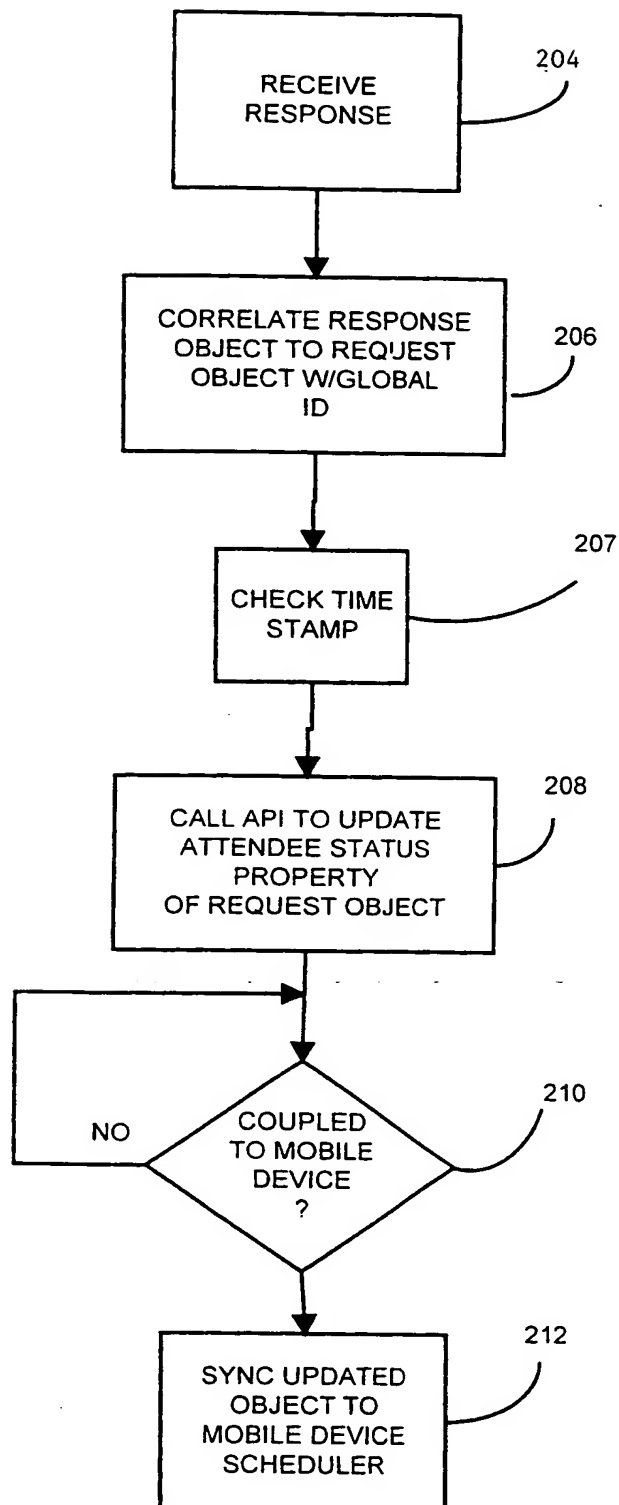 RECEIVE
RESPONSE
204
CORRELATE RESPONSE
OBJECT TO REQUEST
OBJECT W/GLOBAL
ID
206
CHECK TIME
STAMP
207
CALL API TO UPDATE
ATTENDEE STATUS
PROPERTY
OF REQUEST OBJECT
208
NO
COUPLED
TO MOBILE
DEVICE
?
210
SYNC UPDATED
OBJECT TO
MOBILE DEVICE
SCHEDULER
212